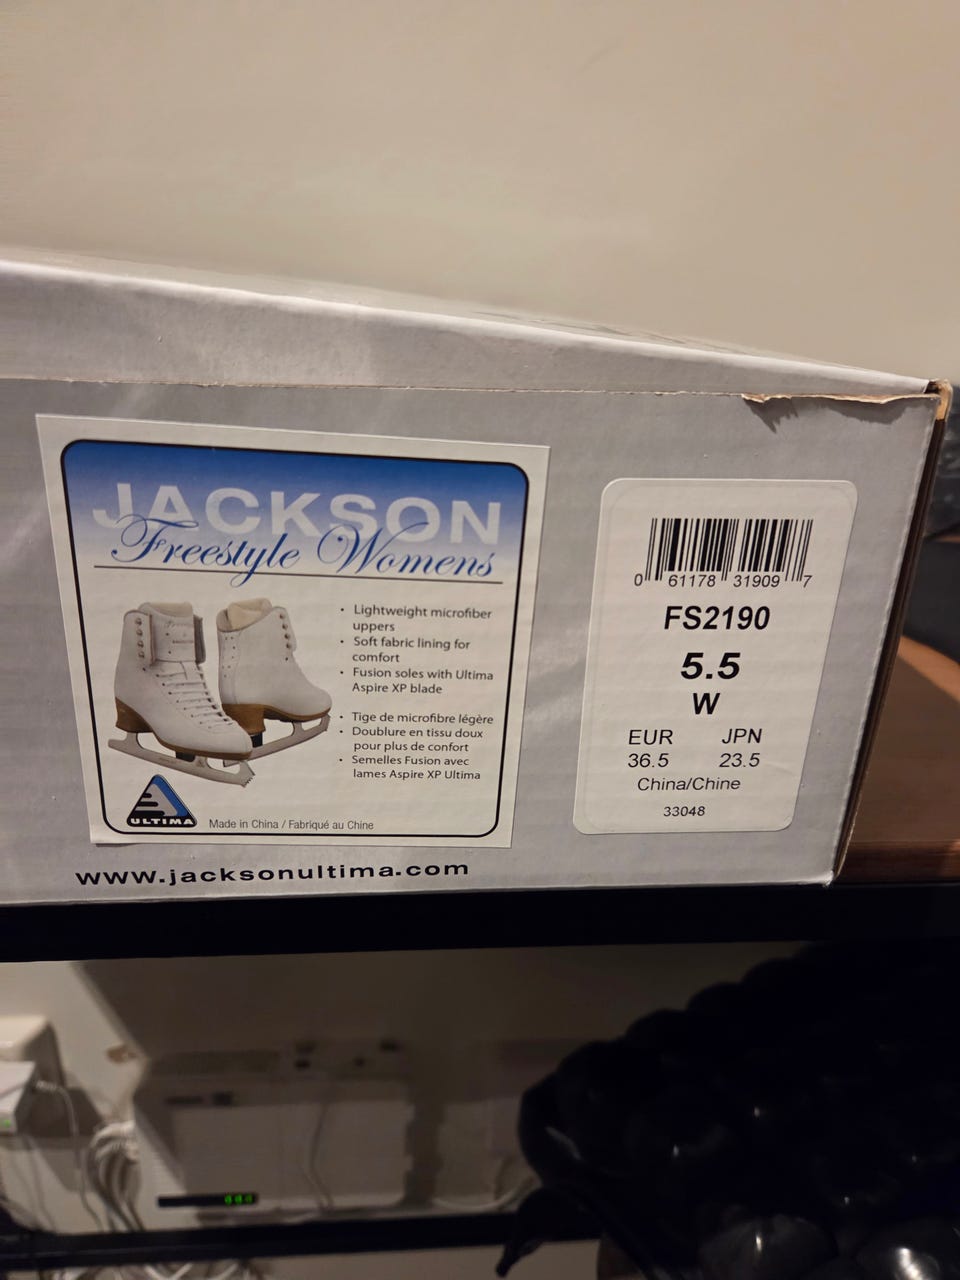 JACKSON
Freestyle Womens
• Lightweight microfiber
uppers
• Soft fabric lining for
comfort
• Fusion soles with Ultima
Aspire XP blade
• Tige de microfibre légère
• Doublure en tissu doux
pour plus de confort
• Semelles Fusion avec
lames Aspire XP Ultima
ULTIMA
Made in China / Fabriqué au Chine
www.jacksonultima.com
0 61178 31909 7
FS2190
5.5
W
EUR JPN
36.5 23.5
China/Chine
33048